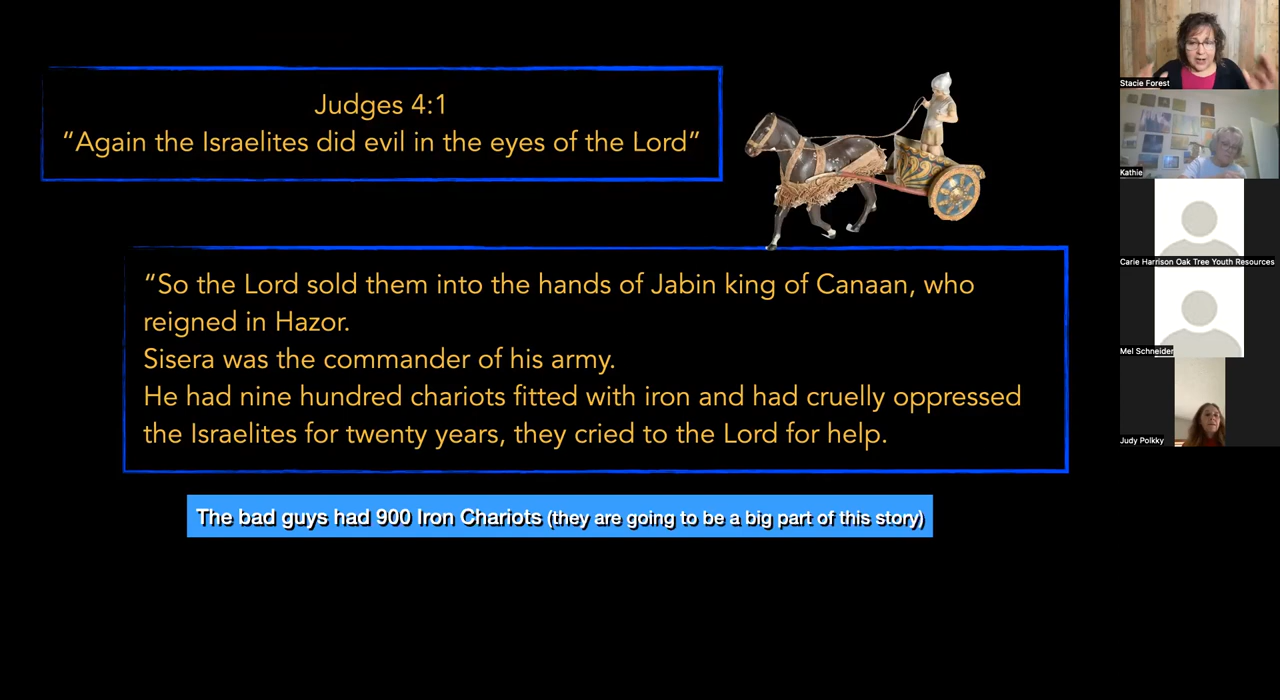 Judges 4:1
“Again the Israelites did evil in the eyes of the Lord”
“So the Lord sold them into the hands of Jabin king of Canaan, who
reigned in Hazor.
Sisera was the commander of his army.
He had nine hundred chariots fitted with iron and had cruelly oppressed
the Israelites for twenty years, they cried to the Lord for help.
The bad guys had 900 Iron Chariots (they are going to be a big part of this story)
Stacie Forest
Kathie
Carie Harrison Oak Tree Youth Resources
Mel Schneider
Judy Polkky